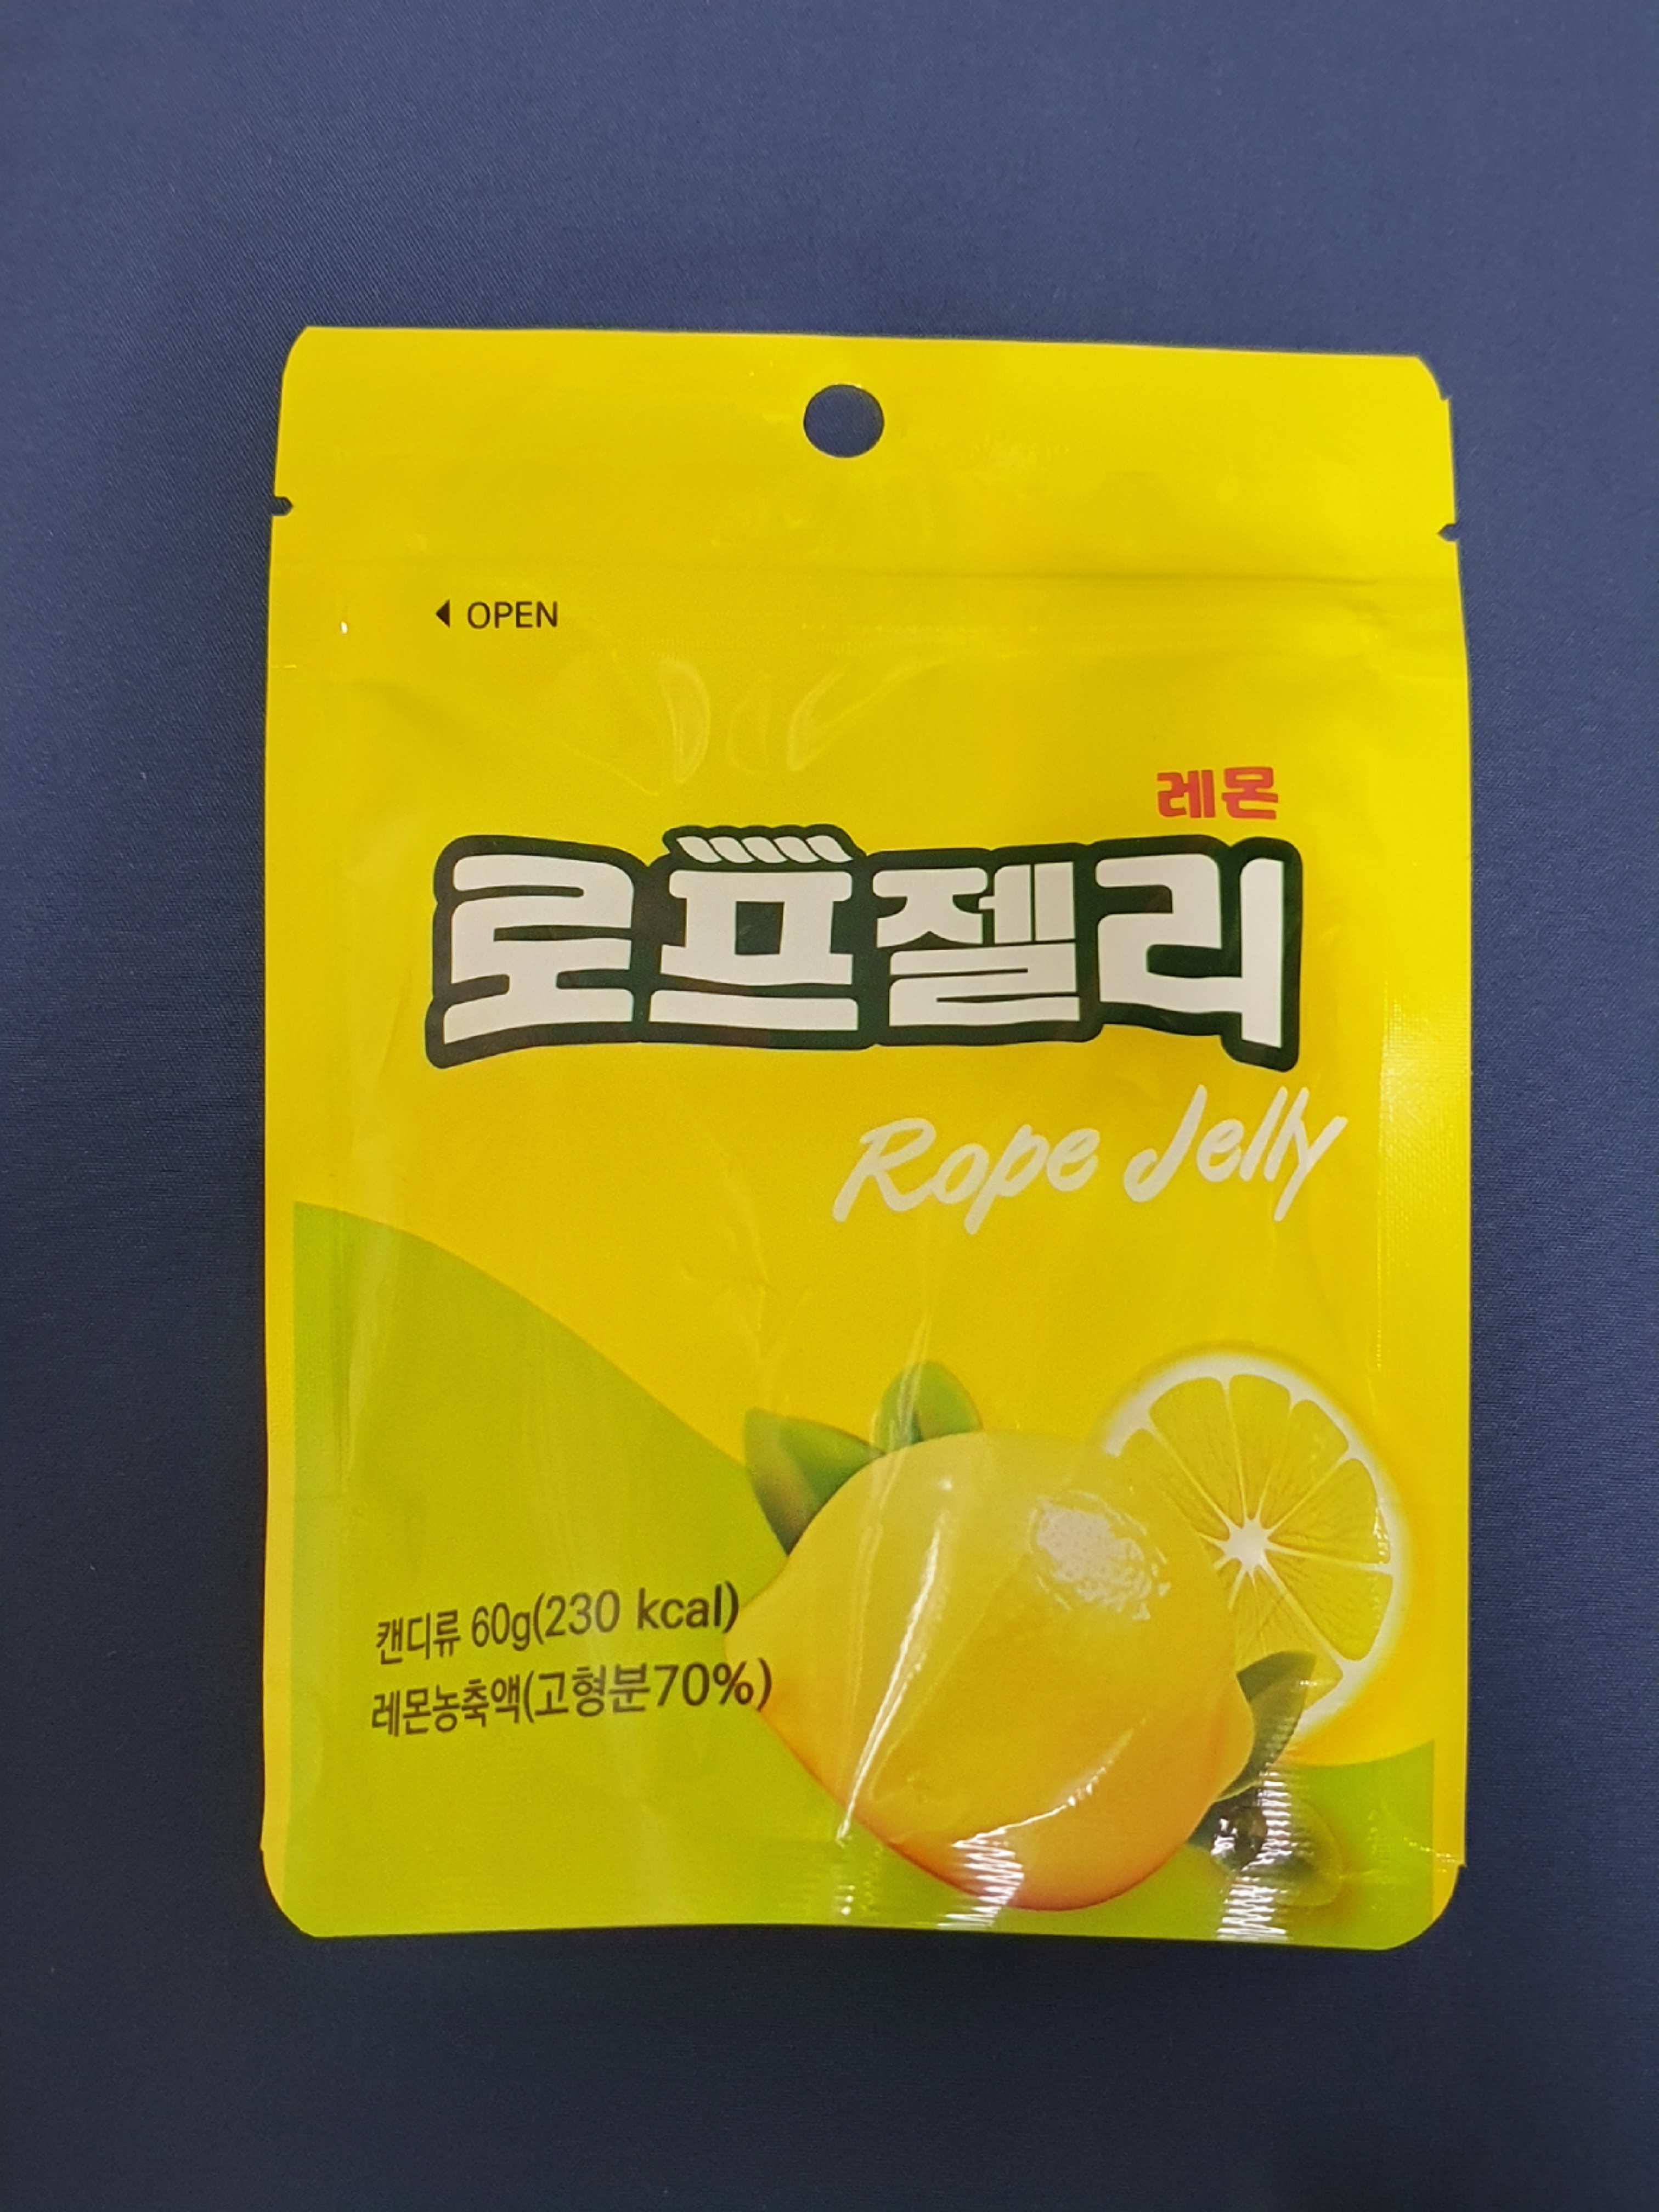 ◀ OPEN
레몬
로프젤리
Rope Jelly
캔디류 60g(230 kcal)
레몬농축액(고형분70%)